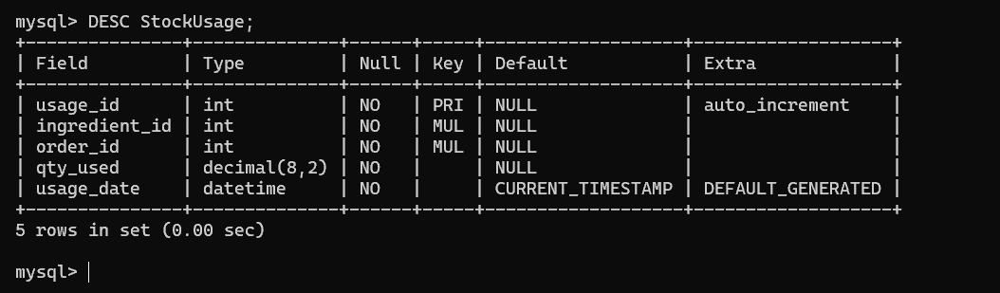 mysql> DESC StockUsage;
+---------------+--------------+------+-----+-------------------+-------------------+
| Field         | Type         | Null | Key | Default           | Extra             |
+---------------+--------------+------+-----+-------------------+-------------------+
| usage_id      | int          | NO   | PRI | NULL              | auto_increment    |
| ingredient_id | int          | NO   | MUL | NULL              |                   |
| order_id      | int          | NO   | MUL | NULL              |                   |
| qty_used      | decimal(8,2) | NO   |     | NULL              |                   |
| usage_date    | datetime     | NO   |     | CURRENT_TIMESTAMP | DEFAULT_GENERATED |
+---------------+--------------+------+-----+-------------------+-------------------+
5 rows in set (0.00 sec)
mysql>